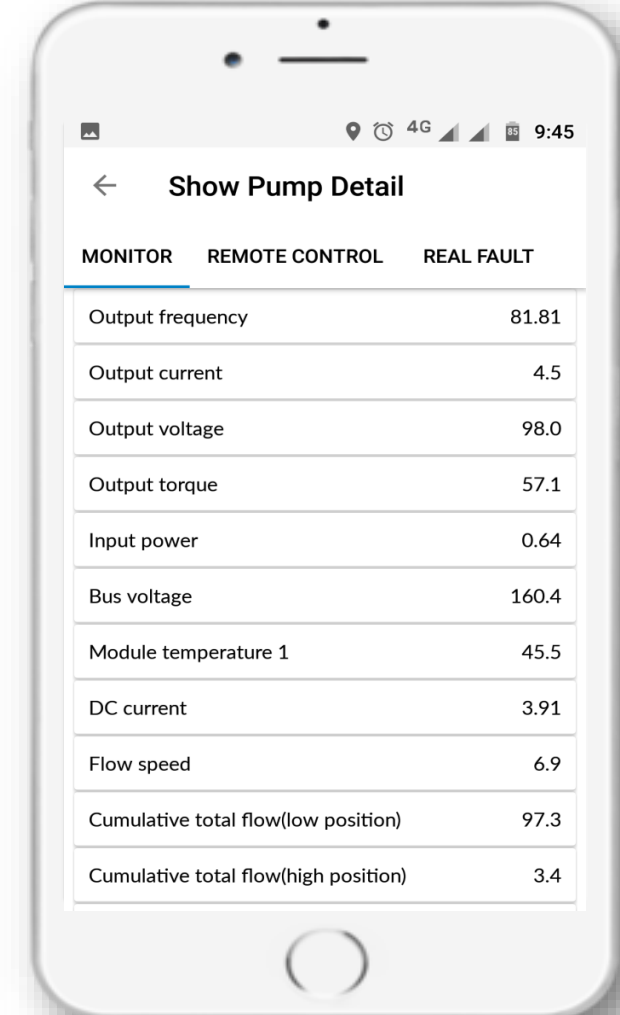 4G 85 9:45
Show Pump Detail
MONITOR REMOTE CONTROL REAL FAULT
Output frequency 81.81
Output current 4.5
Output voltage 98.0
Output torque 57.1
Input power 0.64
Bus voltage 160.4
Module temperature 1 45.5
DC current 3.91
Flow speed 6.9
Cumulative total flow(low position) 97.3
Cumulative total flow(high position) 3.4